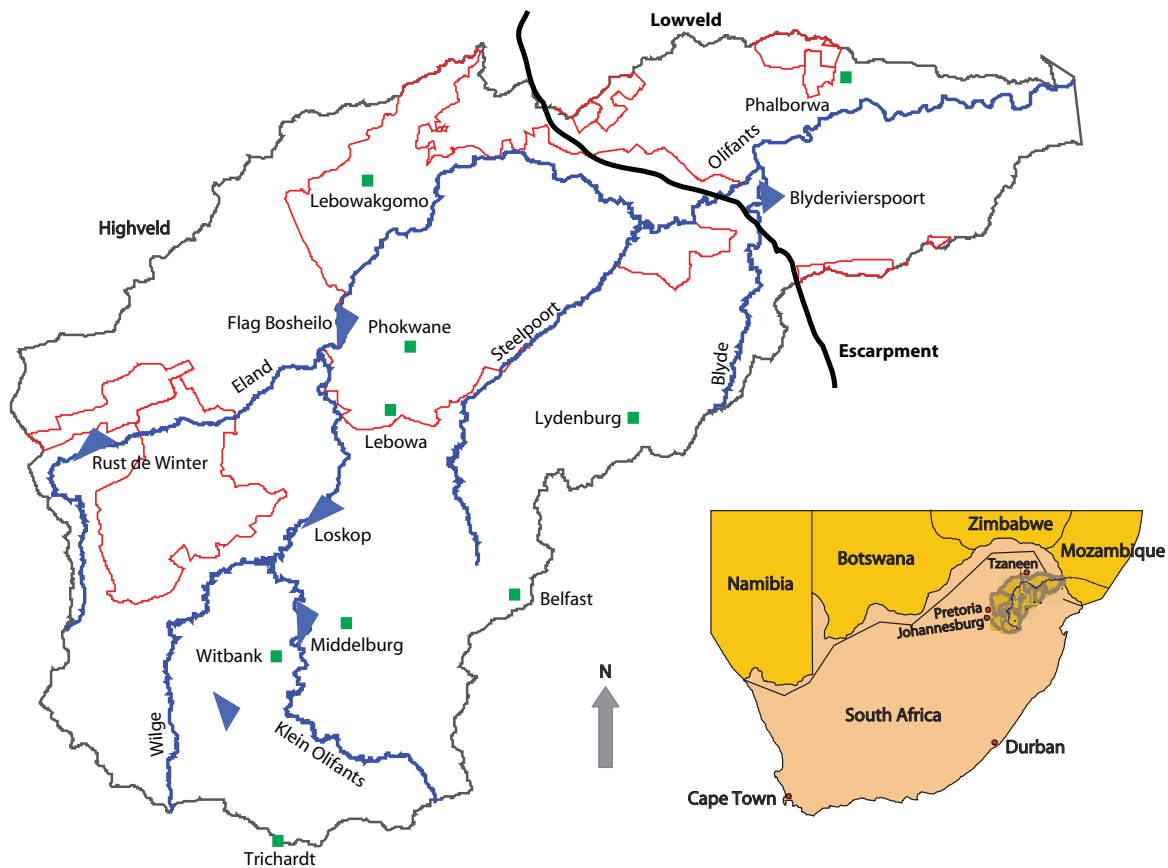 Lowveld
Phalborwa
Olifants
Lebowakgomo
Blyderivierspoort
Highveld
Flag Bosheilo
Phokwane
Steelpoort
Escarpment
Eland
Blyde
Lydenburg
Lebowa
Rust de Winter
Loskop
Zimbabwe
Botswana
Mozambique
Tzaneen
Namibia
Belfast
Pretoria
Johannesburg
Middelburg
Witbank
N
South Africa
Wilge
Klein Olifants
Durban
Cape Town
Trichardt